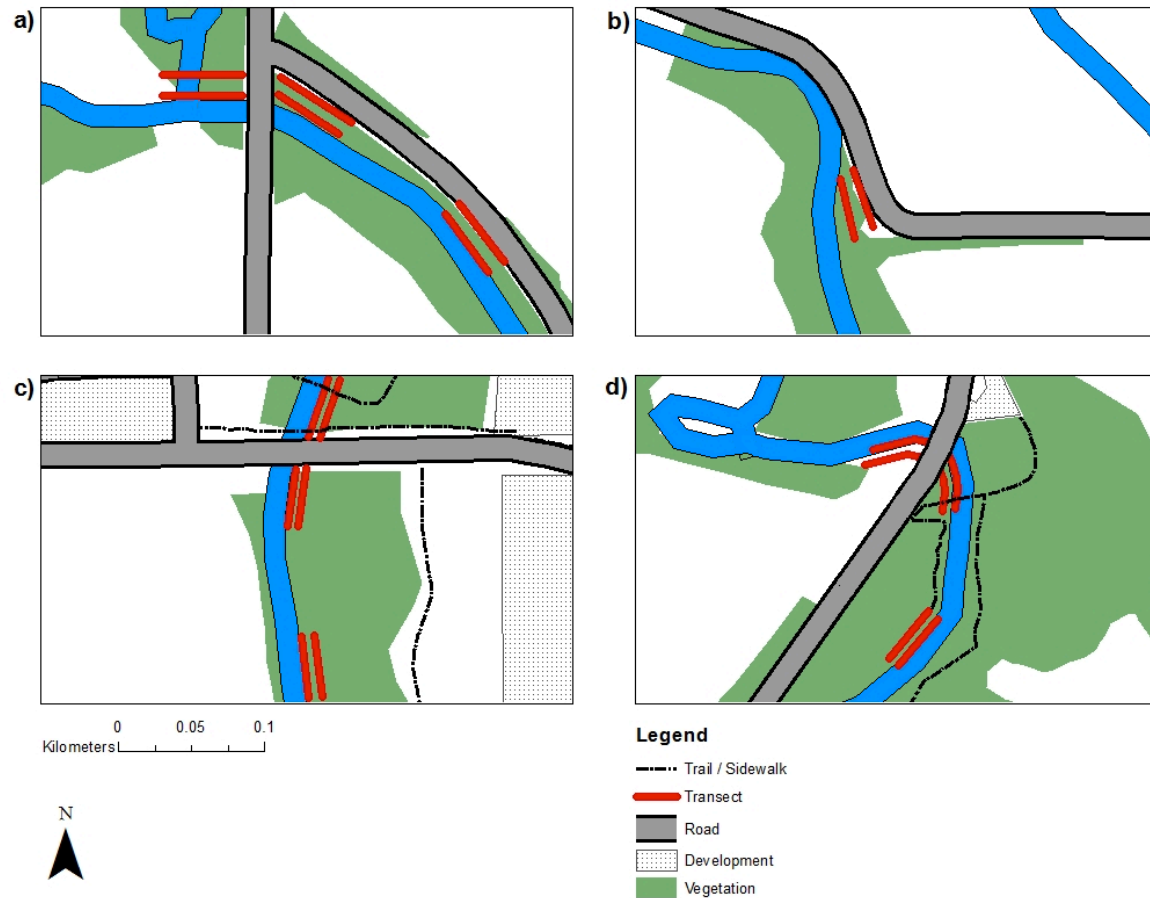 a)
b)
c)
d)
0 0.05 0.1
Kilometers
N
Legend
Trail / Sidewalk
Transect
Road
Development
Vegetation